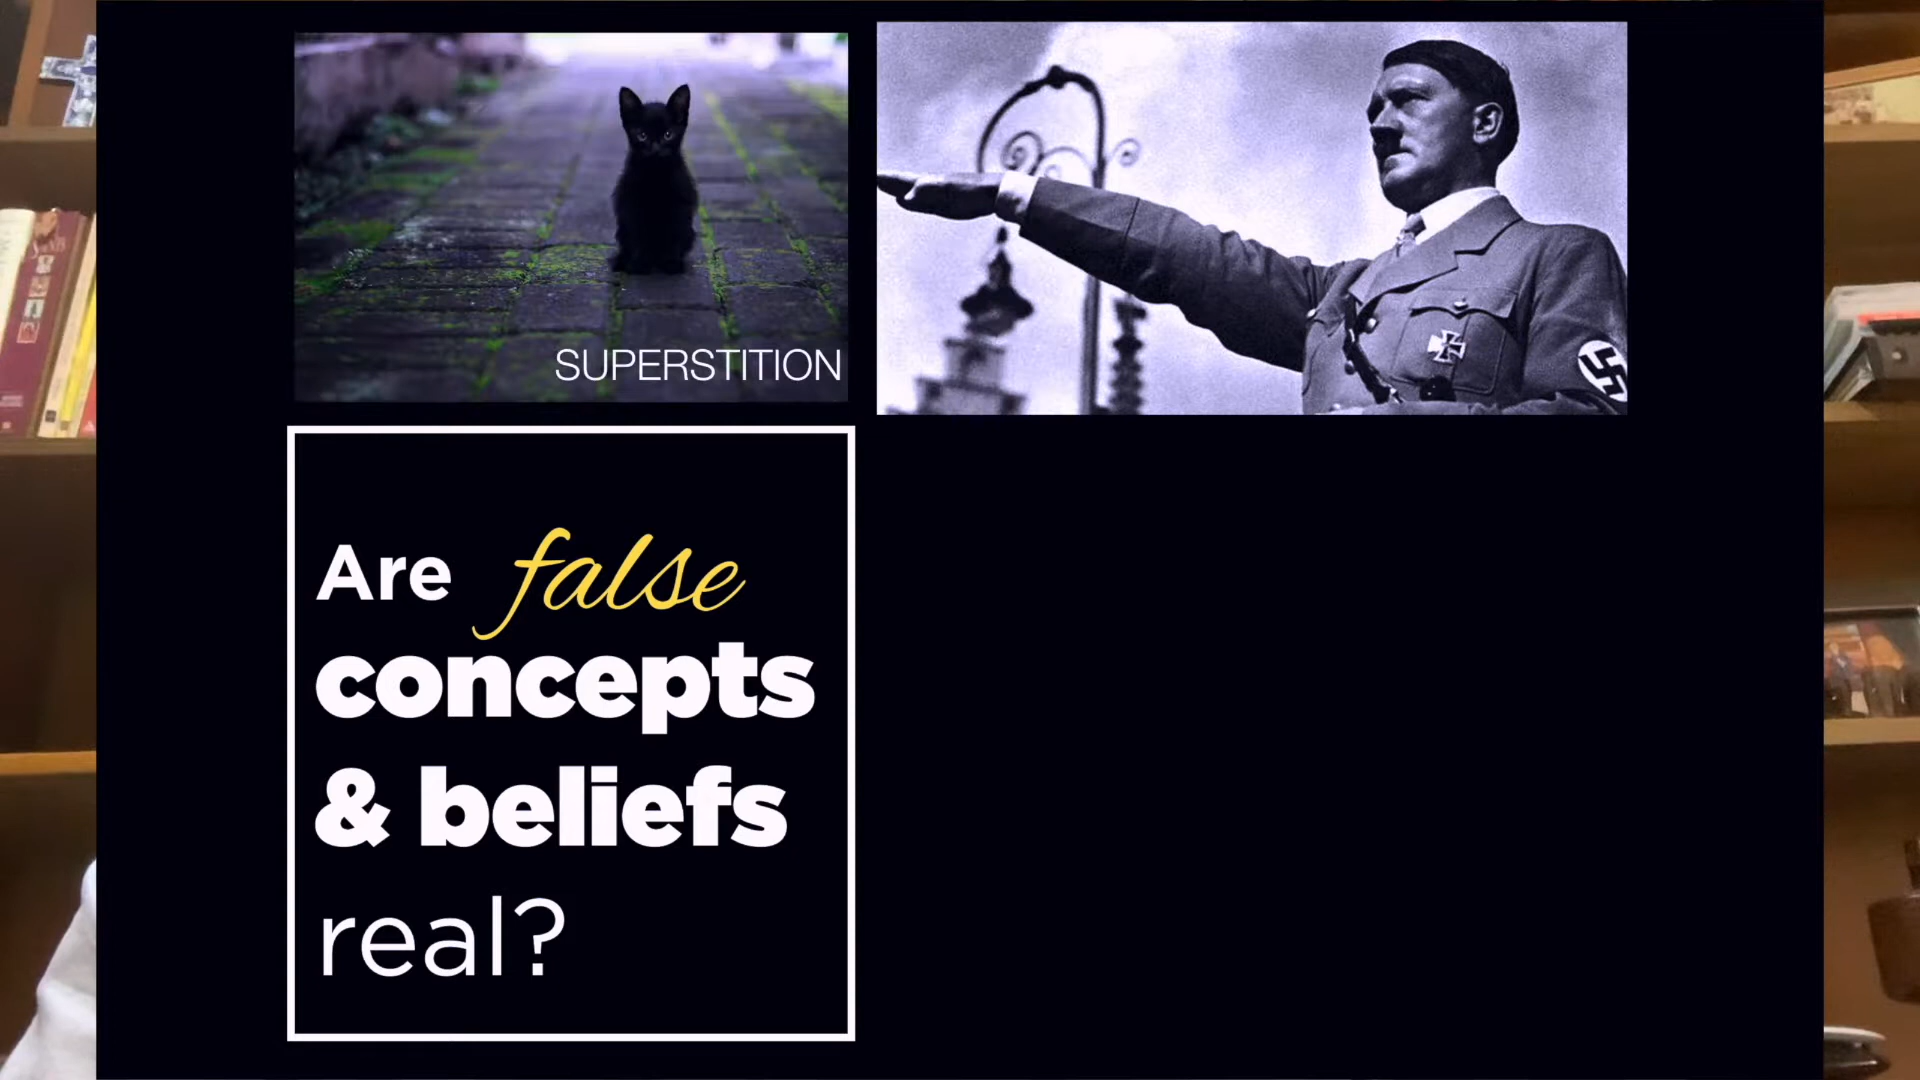 SUPERSTITION
Are false
concepts
& beliefs
real?